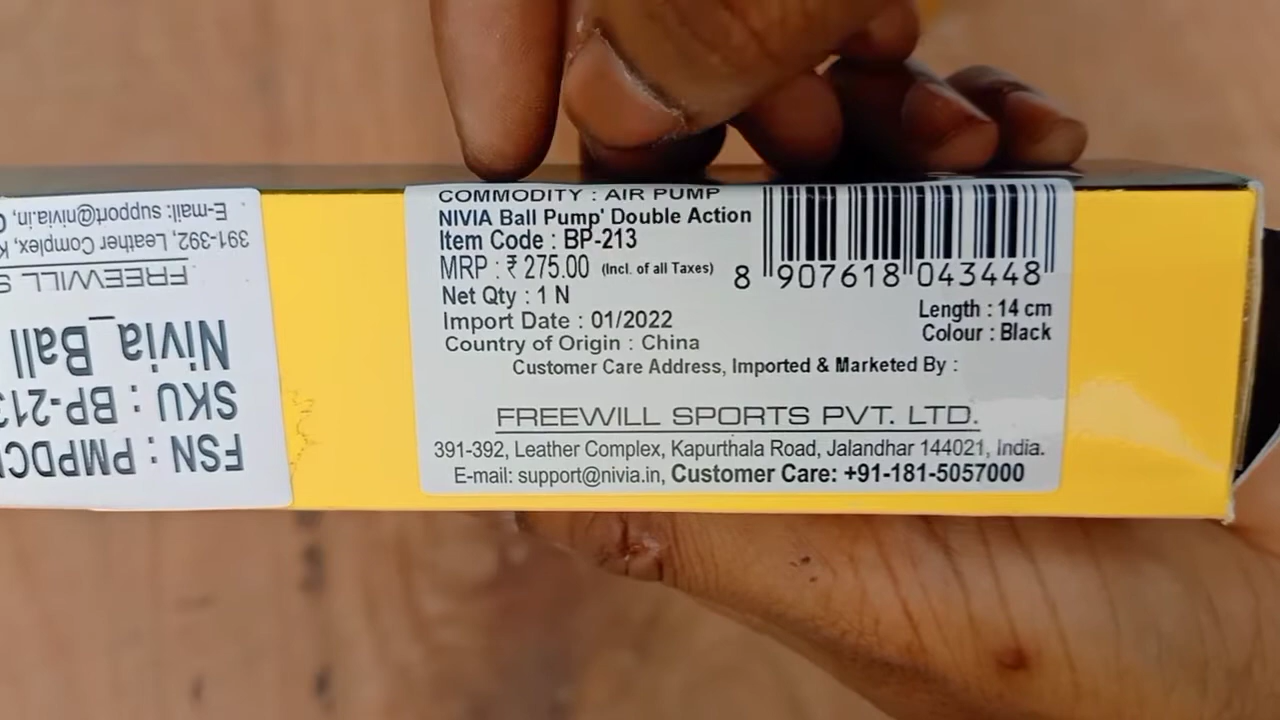 COMMODITY : AIR PUMP
NIVIA Ball Pump' Double Action
Item Code : BP-213
MRP : ₹ 275.00 (Incl. of all Taxes)
Net Qty : 1 N
Import Date : 01/2022
Country of Origin : China
8 907618 043448
Length : 14 cm
Colour : Black
Customer Care Address, Imported & Marketed By :
FREEWILL SPORTS PVT. LTD.
391-392, Leather Complex, Kapurthala Road, Jalandhar 144021, India.
E-mail: support@nivia.in, Customer Care: +91-181-5057000
FSN : PMPDC
SKU : BP-213
Nivia_Ball
FREEWILL S
391-392, Leather Complex, K
E-mail: support@nivia.in, C